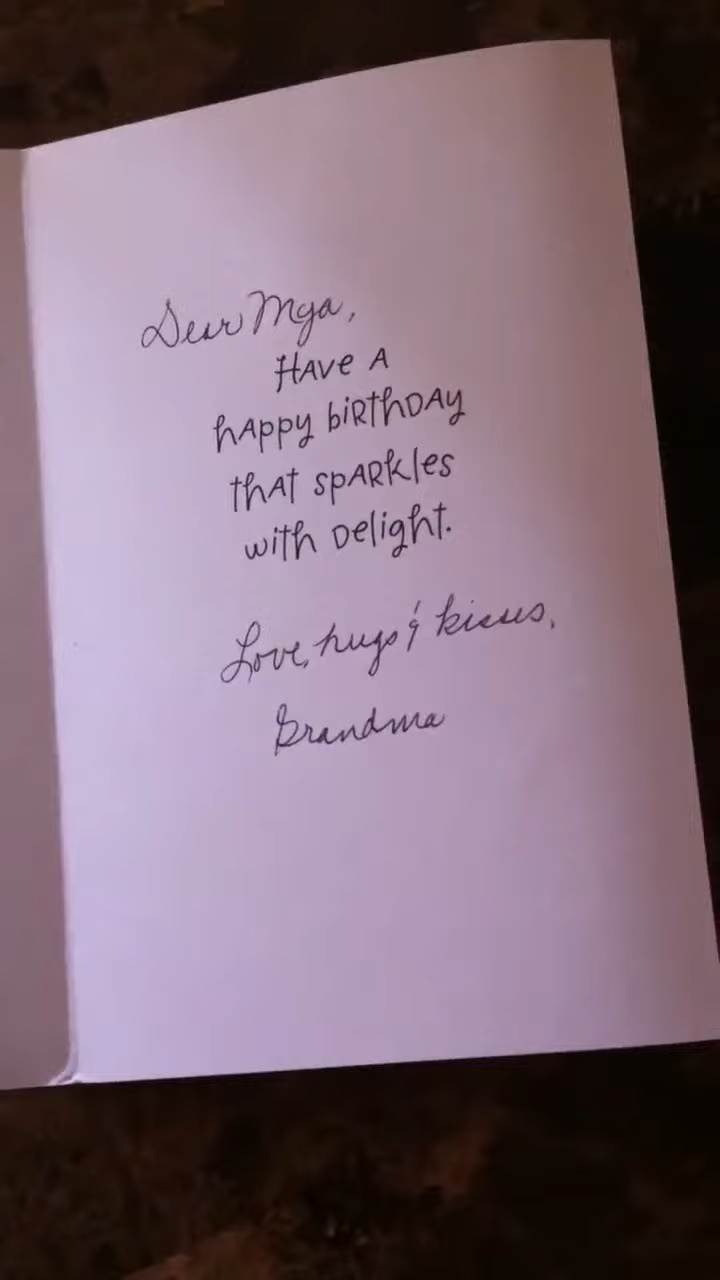 Dear Mya,
HAve A
hAppy biRthDAy
thAt spARkles
with Delight.
Love, hugs & kisses,
Grandma